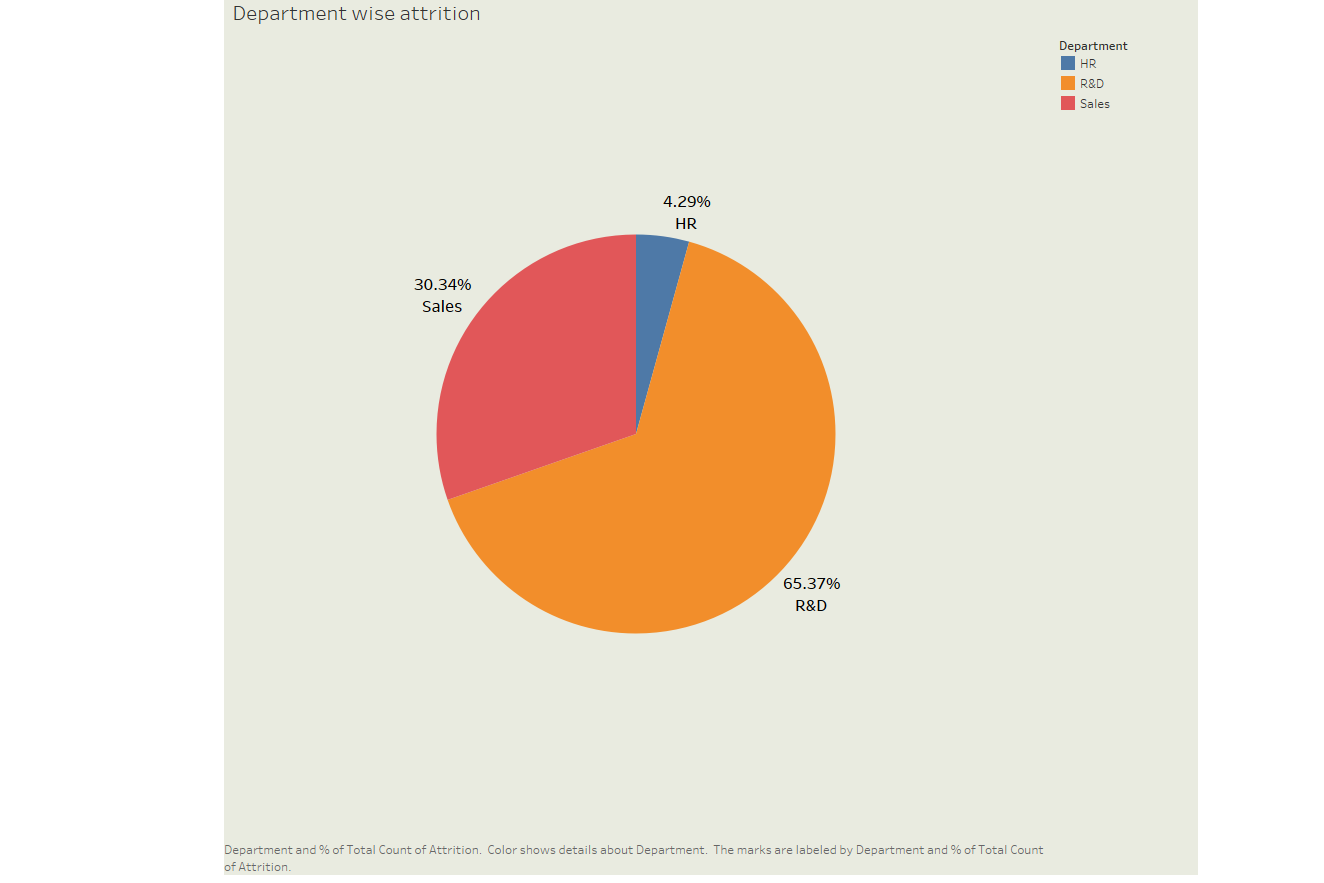 Department wise attrition
Department
HR
R&D
Sales
4.29%
HR
30.34%
Sales
65.37%
R&D
Department and % of Total Count of Attrition.  Color shows details about Department.  The marks are labeled by Department and % of Total Count
of Attrition.